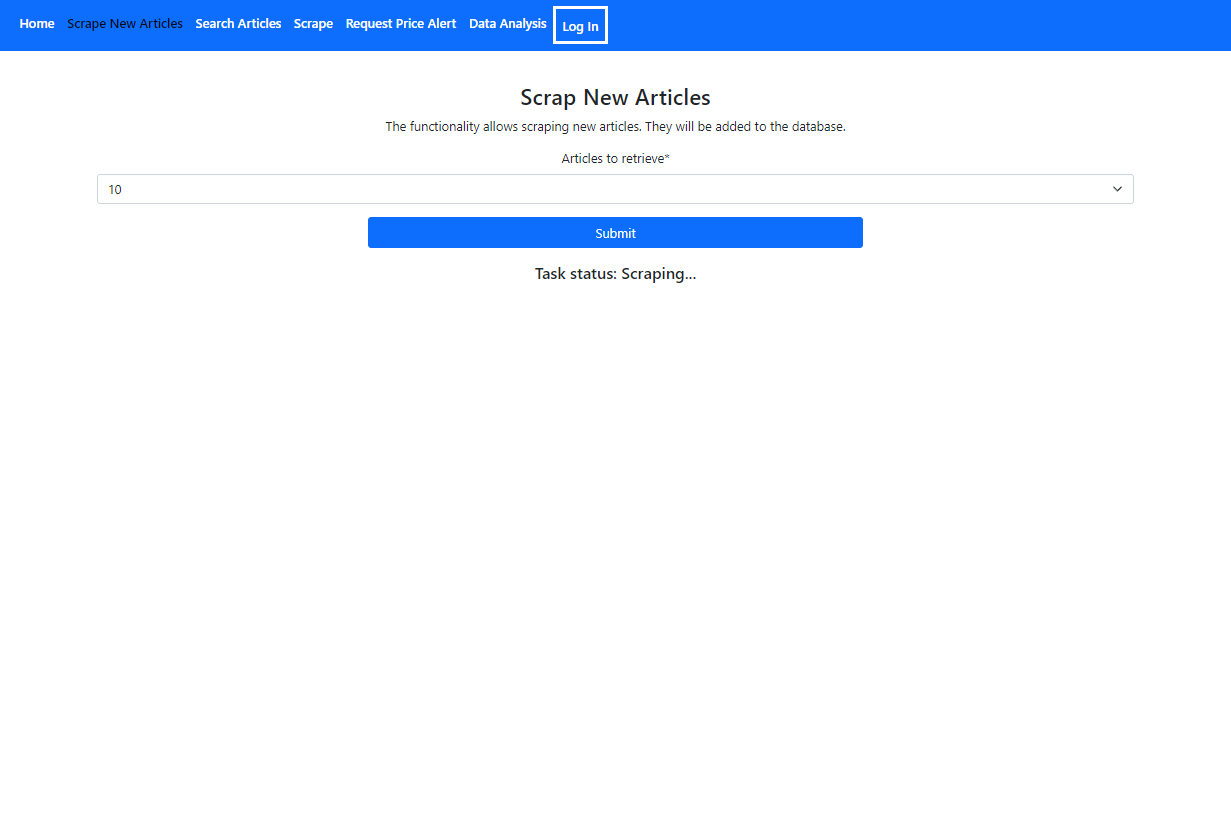 Home Scrape New Articles Search Articles Scrape Request Price Alert Data Analysis Log In
Scrap New Articles
The functionality allows scraping new articles. They will be added to the database.
Articles to retrieve*
10
Submit
Task status: Scraping...